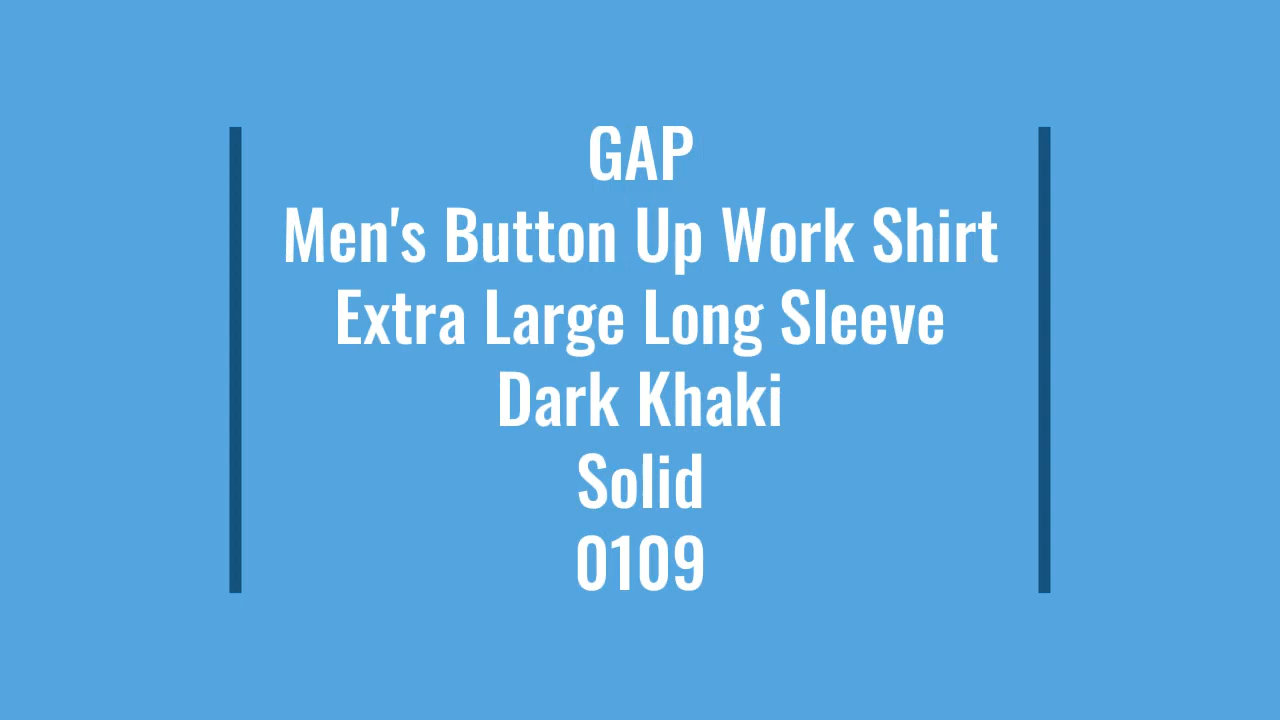 GAP
Men's Button Up Work Shirt
Extra Large Long Sleeve
Dark Khaki
Solid
0109